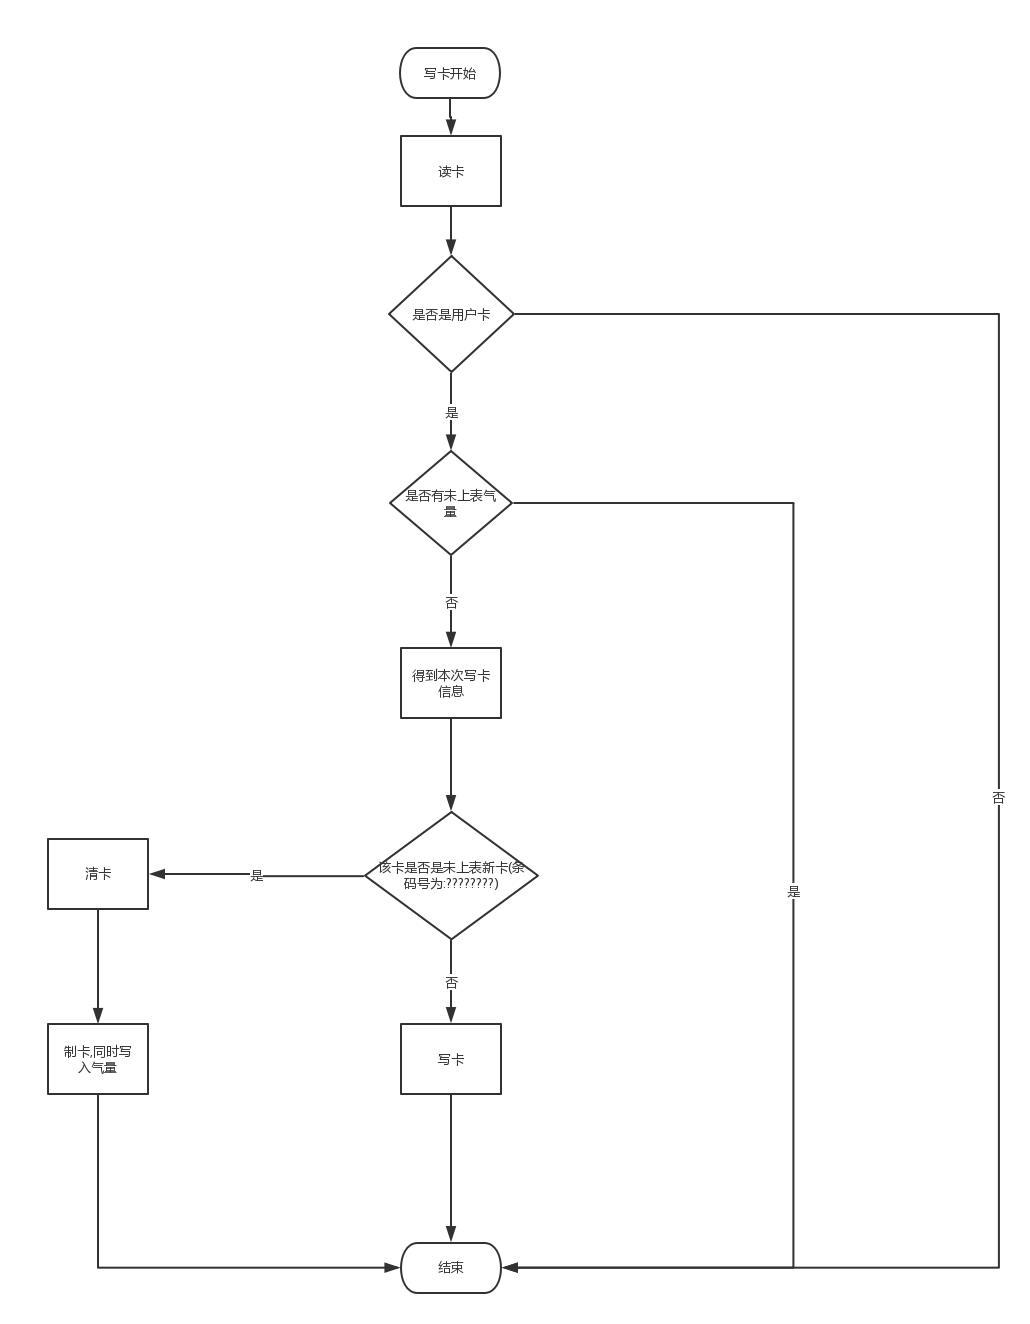 写卡开始
读卡
是否是用户卡
是
是否有未上表气
量
否
得到本次写卡
信息
否
该卡是否是未上表新卡(条
码号为:????????)
清卡
是
是
否
制卡,同时写
入气量
写卡
结束